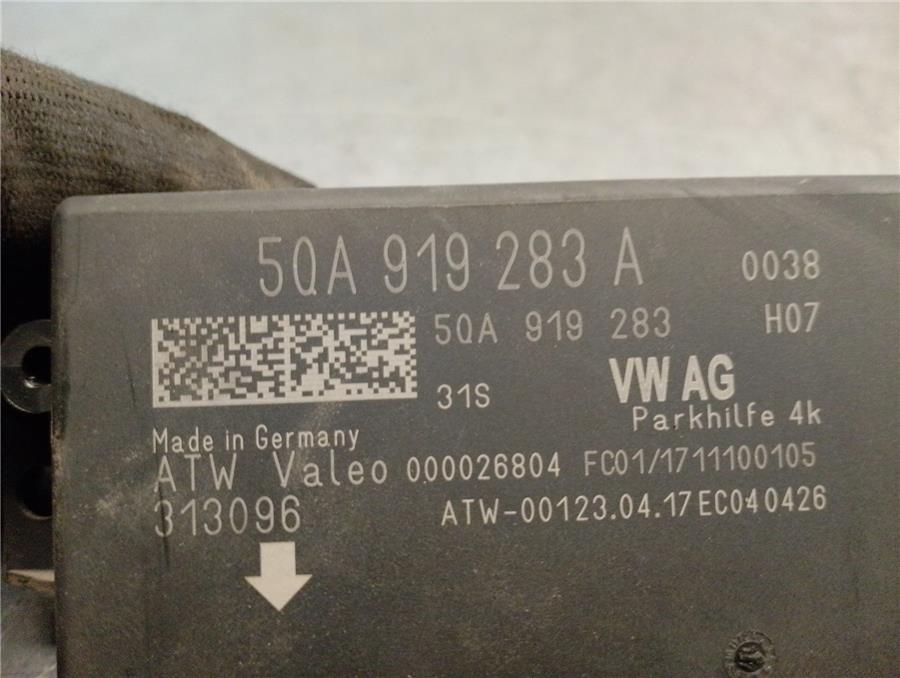 5QA 919 283 A 0038
5QA 919 283 H07
31S VW AG
Parkhilfe 4k
Made in Germany
ATW Valeo 000026804 FC01/1711100105
313096 ATW-00123.04.17EC040426